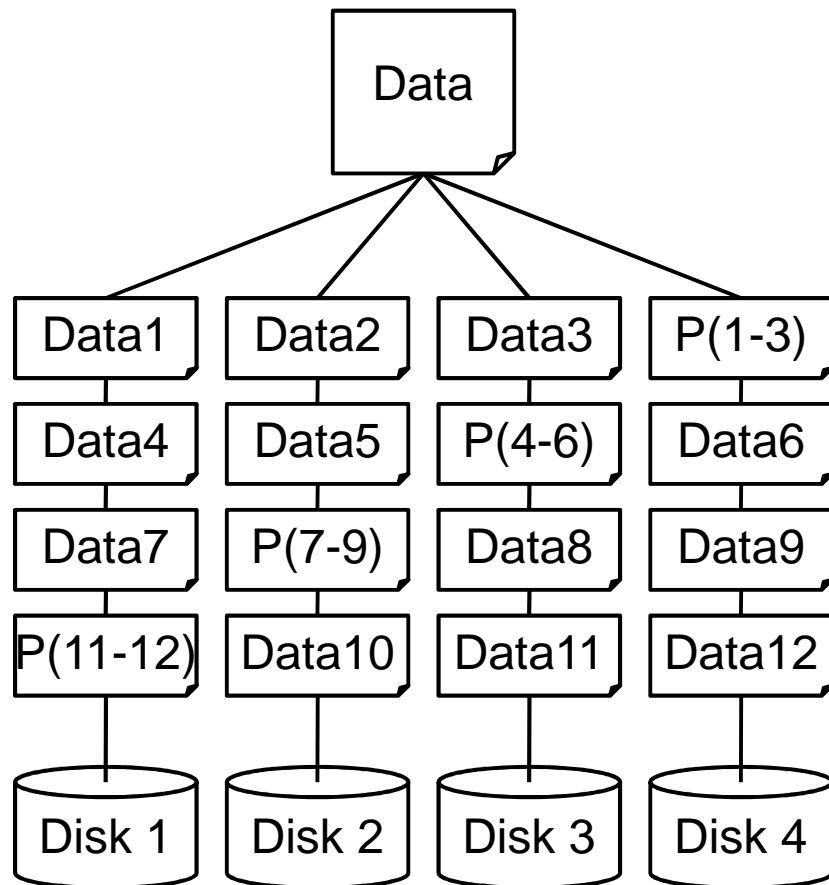 Data
Data1 Data2 Data3 P(1-3)
Data4 Data5 P(4-6) Data6
Data7 P(7-9) Data8 Data9
P(11-12) Data10 Data11 Data12
Disk 1 Disk 2 Disk 3 Disk 4